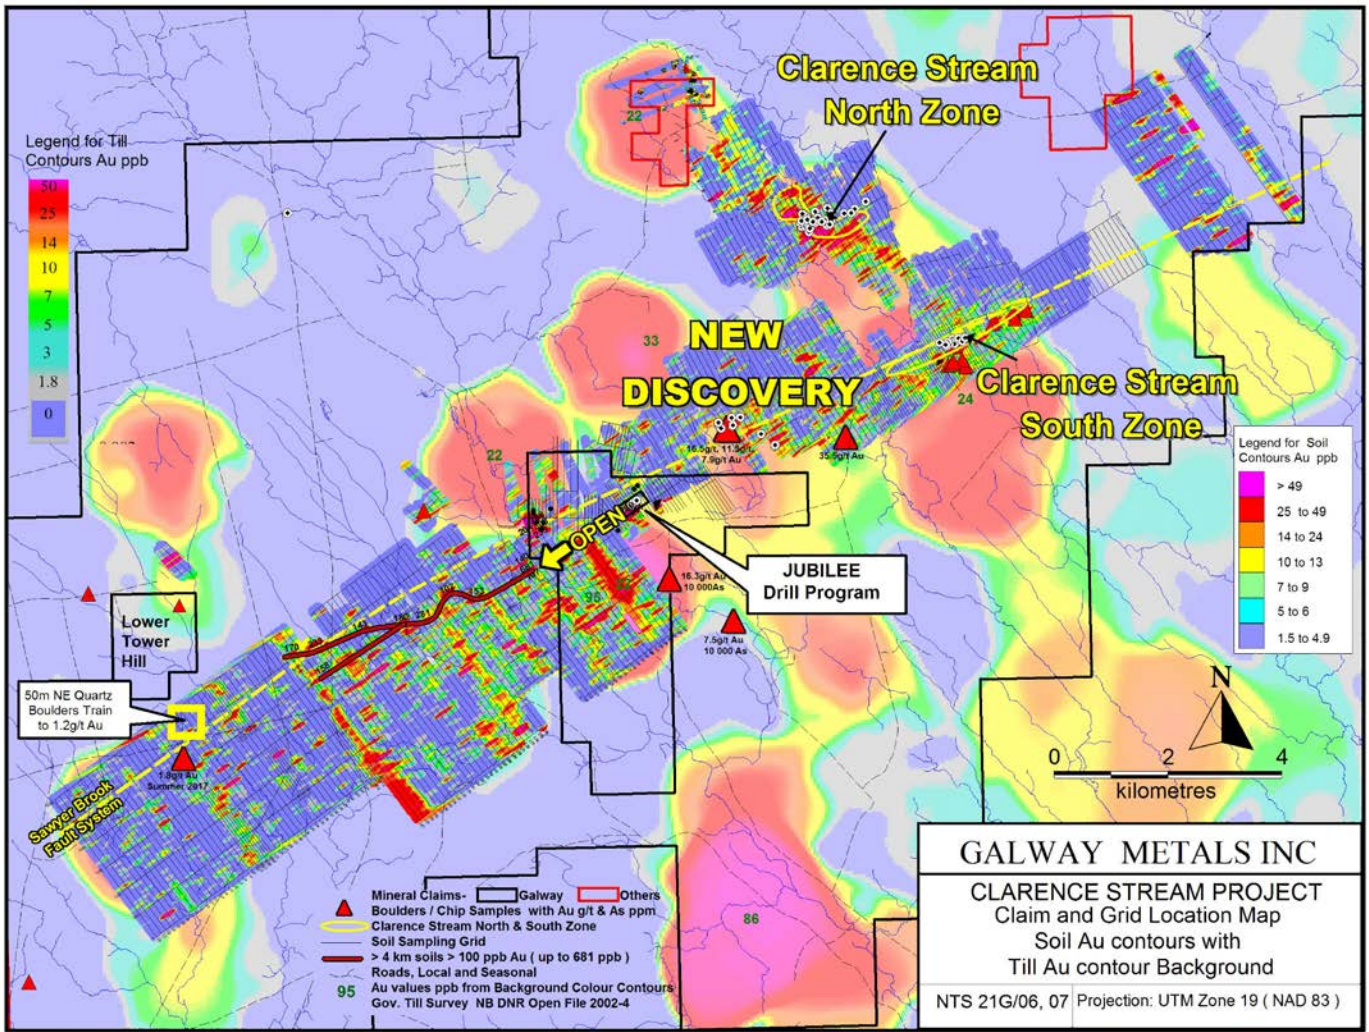 Clarence Stream
North Zone
22
Legend for Till
Contours Au ppb
50
25
14
10
7
5
3
1.8
0
NEW
DISCOVERY
33
Clarence Stream
South Zone
24
22
7.9g/t Au
35.5g/t Au
Legend for Soil
Contours Au ppb
> 49
25 to 49
14 to 24
10 to 13
7 to 9
5 to 6
1.5 to 4.9
OPEN
JUBILEE
Drill Program
16.3g/t Au
10 000As
95
7.5g/t Au
10 000 As
Lower
Tower
Hill
170
143
50m NE Quartz
Boulders Train
to 1.2g/t Au
1.8g/t Au
Summer 2017
Sawyer Brook
Fault System
N
0 2 4
kilometres
86
Mineral Claims- Galway Others
Boulders / Chip Samples with Au g/t & As ppm
Clarence Stream North & South Zone
Soil Sampling Grid
> 4 km soils > 100 ppb Au ( up to 681 ppb )
Roads, Local and Seasonal
95 Au values ppb from Background Colour Contours
Gov. Till Survey NB DNR Open File 2002-4
GALWAY METALS INC
CLARENCE STREAM PROJECT
Claim and Grid Location Map
Soil Au contours with
Till Au contour Background
NTS 21G/06, 07 Projection: UTM Zone 19 ( NAD 83 )